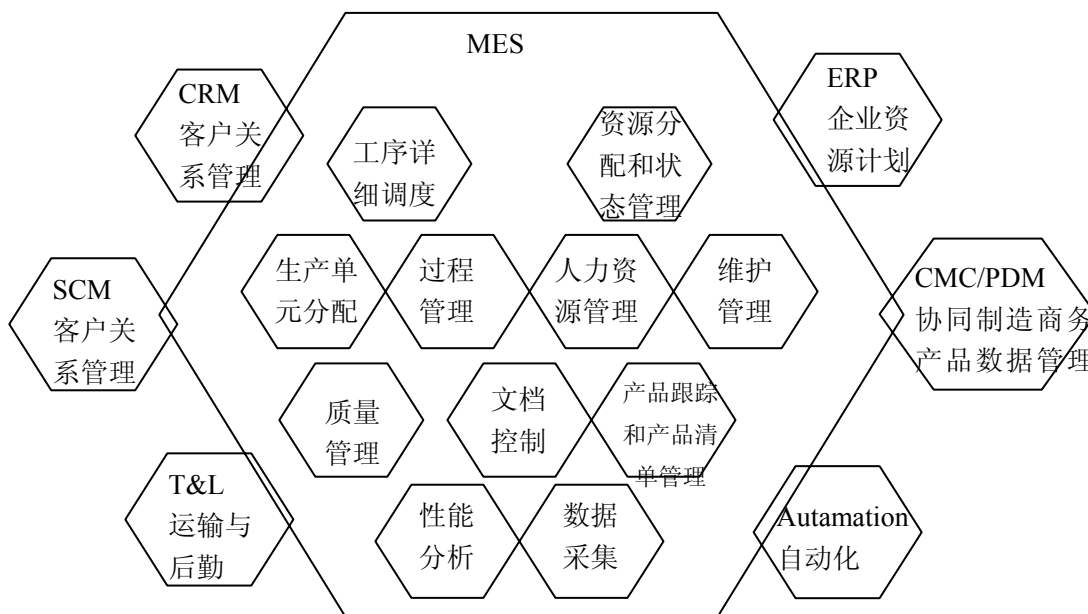 MES
CRM
客户关
系管理
ERP
企业资
源计划
工序详
细调度
资源分
配和状
态管理
SCM
客户关
系管理
生产单
元分配
过程
管理
人力资
源管理
维护
管理
CMC/PDM
协同制造商务
产品数据管理
质量
管理
文档
控制
产品跟踪
和产品清
单管理
T&L
运输与
后勤
性能
分析
数据
采集
Autamation
自动化